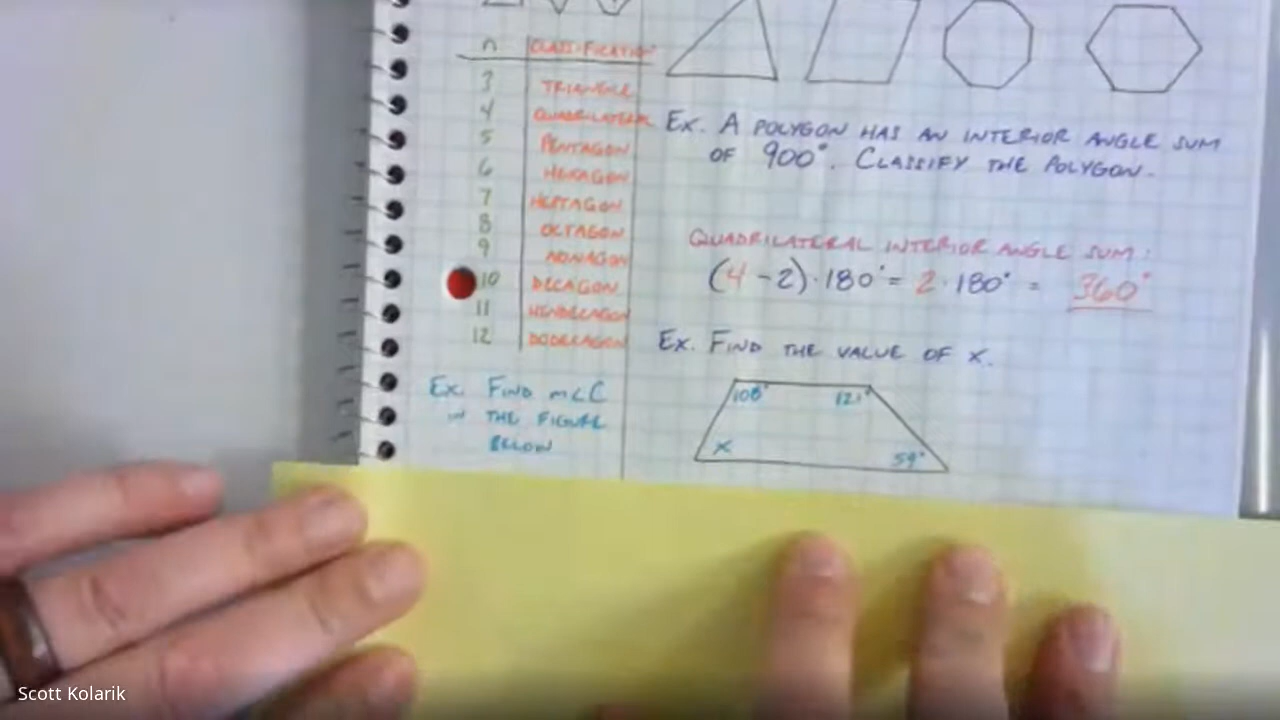 n CLASSIFICATION
3 TRIANGLE
4 QUADRILATERAL
5 PENTAGON
6 HEXAGON
7 HEPTAGON
8 OCTAGON
9 NONAGON
10 DECAGON
11 HENDECAGON
12 DODECAGON
EX. FIND m∠C
IN THE FIGURE
BELOW
EX. A POLYGON HAS AN INTERIOR ANGLE SUM
OF 900°. CLASSIFY THE POLYGON.
QUADRILATERAL INTERIOR ANGLE SUM:
(4-2)·180° = 2·180° = 360°
EX. FIND THE VALUE OF X.
108° 121°
x 59°
Scott Kolarik